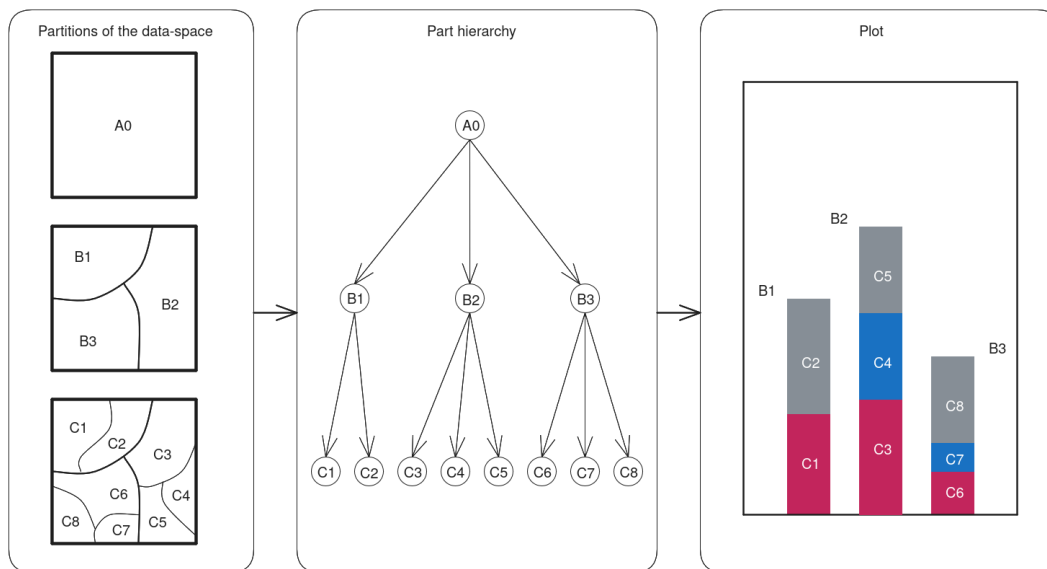 Partitions of the data-space
A0
B1
B2
B3
C1
C2
C3
C6
C4
C8
C7
C5
Part hierarchy
A0
B1 B2 B3
C1 C2 C3 C4 C5 C6 C7 C8
Plot
B2
C5
B1
C2
C4
B3
C8
C1
C3
C7
C6